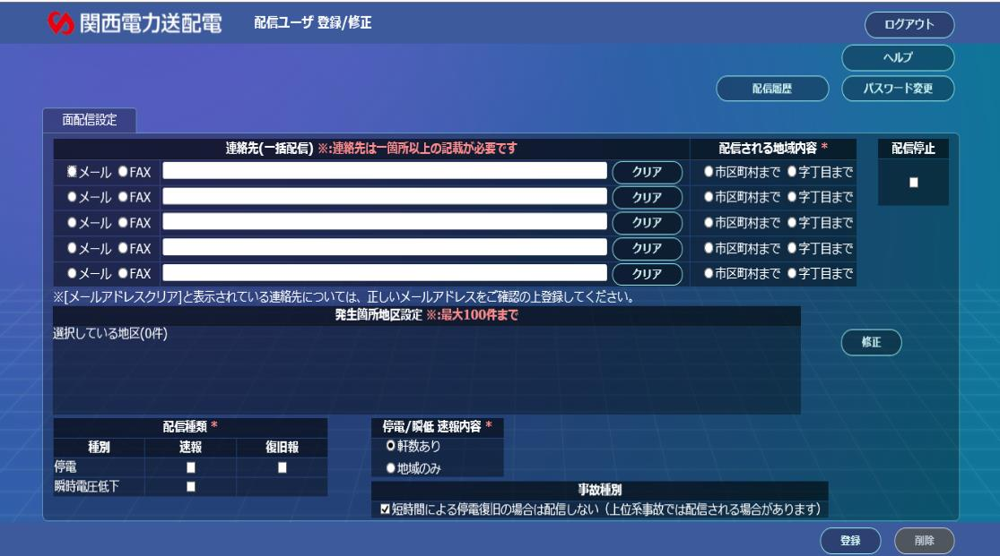 関西電力送配電 配信ユーザ 登録/修正 ログアウト
ヘルプ
配信履歴 パスワード変更
面配信設定
連絡先(一括配信) ※:連絡先は一箇所以上の記載が必要です 配信される地域内容 * 配信停止
メール FAX クリア 市区町村まで 字丁目まで
メール FAX クリア 市区町村まで 字丁目まで
メール FAX クリア 市区町村まで 字丁目まで
メール FAX クリア 市区町村まで 字丁目まで
メール FAX クリア 市区町村まで 字丁目まで
※[メールアドレスクリア]と表示されている連絡先については、正しいメールアドレスをご確認の上登録してください。
発生箇所地区設定 ※:最大100件まで
選択している地区(0件)
修正
配信種類 * 停電/瞬低 速報内容 *
種別 速報 復旧報 軒数あり
停電 地域のみ
瞬時電圧低下 事故種別
短時間による停電復旧の場合は配信しない（上位系事故では配信される場合があります）
登録 削除